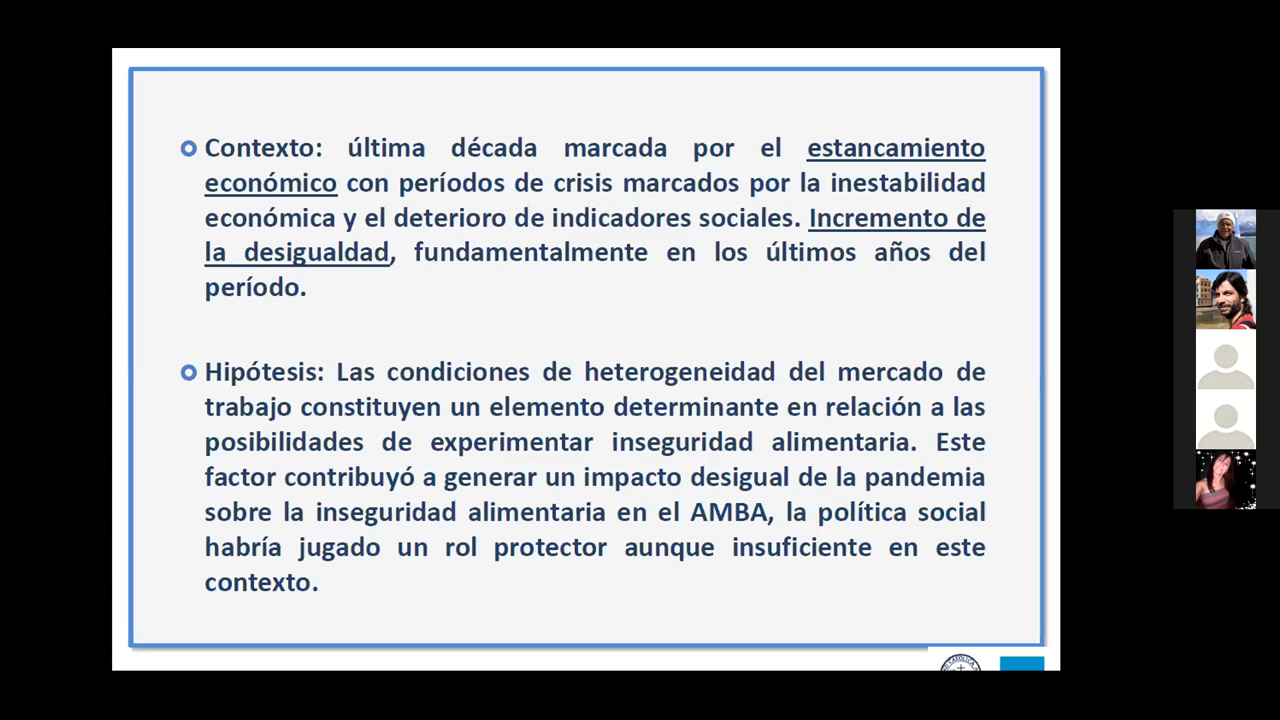 Contexto: última década marcada por el estancamiento
económico con períodos de crisis marcados por la inestabilidad
económica y el deterioro de indicadores sociales. Incremento de
la desigualdad, fundamentalmente en los últimos años del
período.
Hipótesis: Las condiciones de heterogeneidad del mercado de
trabajo constituyen un elemento determinante en relación a las
posibilidades de experimentar inseguridad alimentaria. Este
factor contribuyó a generar un impacto desigual de la pandemia
sobre la inseguridad alimentaria en el AMBA, la política social
habría jugado un rol protector aunque insuficiente en este
contexto.